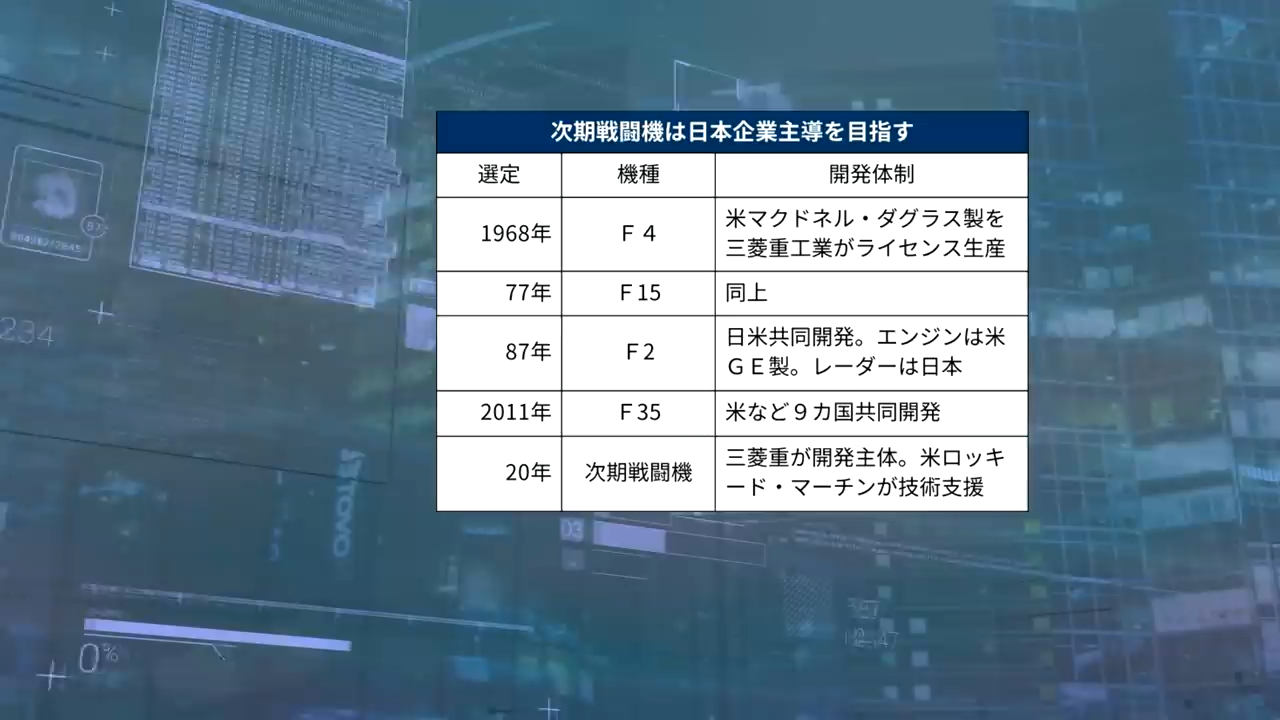 次期戦闘機は日本企業主導を目指す
選定 機種 開発体制
1968年 Ｆ４ 米マクドネル・ダグラス製を
三菱重工業がライセンス生産
77年 Ｆ15 同上
87年 Ｆ2 日米共同開発。エンジンは米
ＧＥ製。レーダーは日本
2011年 Ｆ35 米など９カ国共同開発
20年 次期戦闘機 三菱重が開発主体。米ロッキ
ード・マーチンが技術支援
234
03
0%